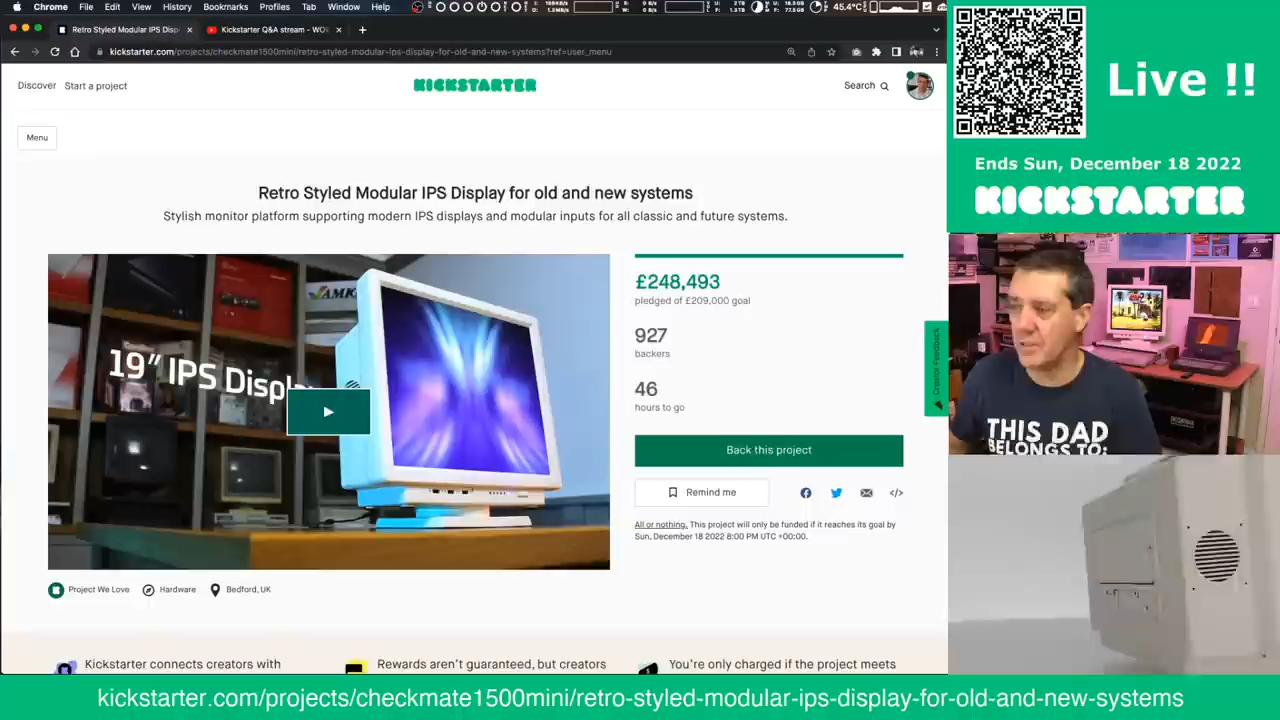 Chrome File Edit View History Bookmarks Profiles Tab Window Help
45.4°C
Retro Styled Modular IPS Disp
Kickstarter Q&A stream - WO
kickstarter.com/projects/checkmate1500mini/retro-styled-modular-ips-display-for-old-and-new-systems?ref=user_menu
Discover Start a project
KICKSTARTER
Search
Menu
Retro Styled Modular IPS Display for old and new systems
Stylish monitor platform supporting modern IPS displays and modular inputs for all classic and future systems.
19" IPS Display
£248,493
pledged of £209,000 goal
927
backers
46
hours to go
Back this project
Remind me
All or nothing. This project will only be funded if it reaches its goal by
Sun, December 18 2022 8:00 PM UTC +00:00.
Project We Love
Hardware
Bedford, UK
Kickstarter connects creators with
Rewards aren't guaranteed, but creators
You're only charged if the project meets
Creator Feedback
Live !!
Ends Sun, December 18 2022
KICKSTARTER
THIS DAD
BELONGS TO:
kickstarter.com/projects/checkmate1500mini/retro-styled-modular-ips-display-for-old-and-new-systems